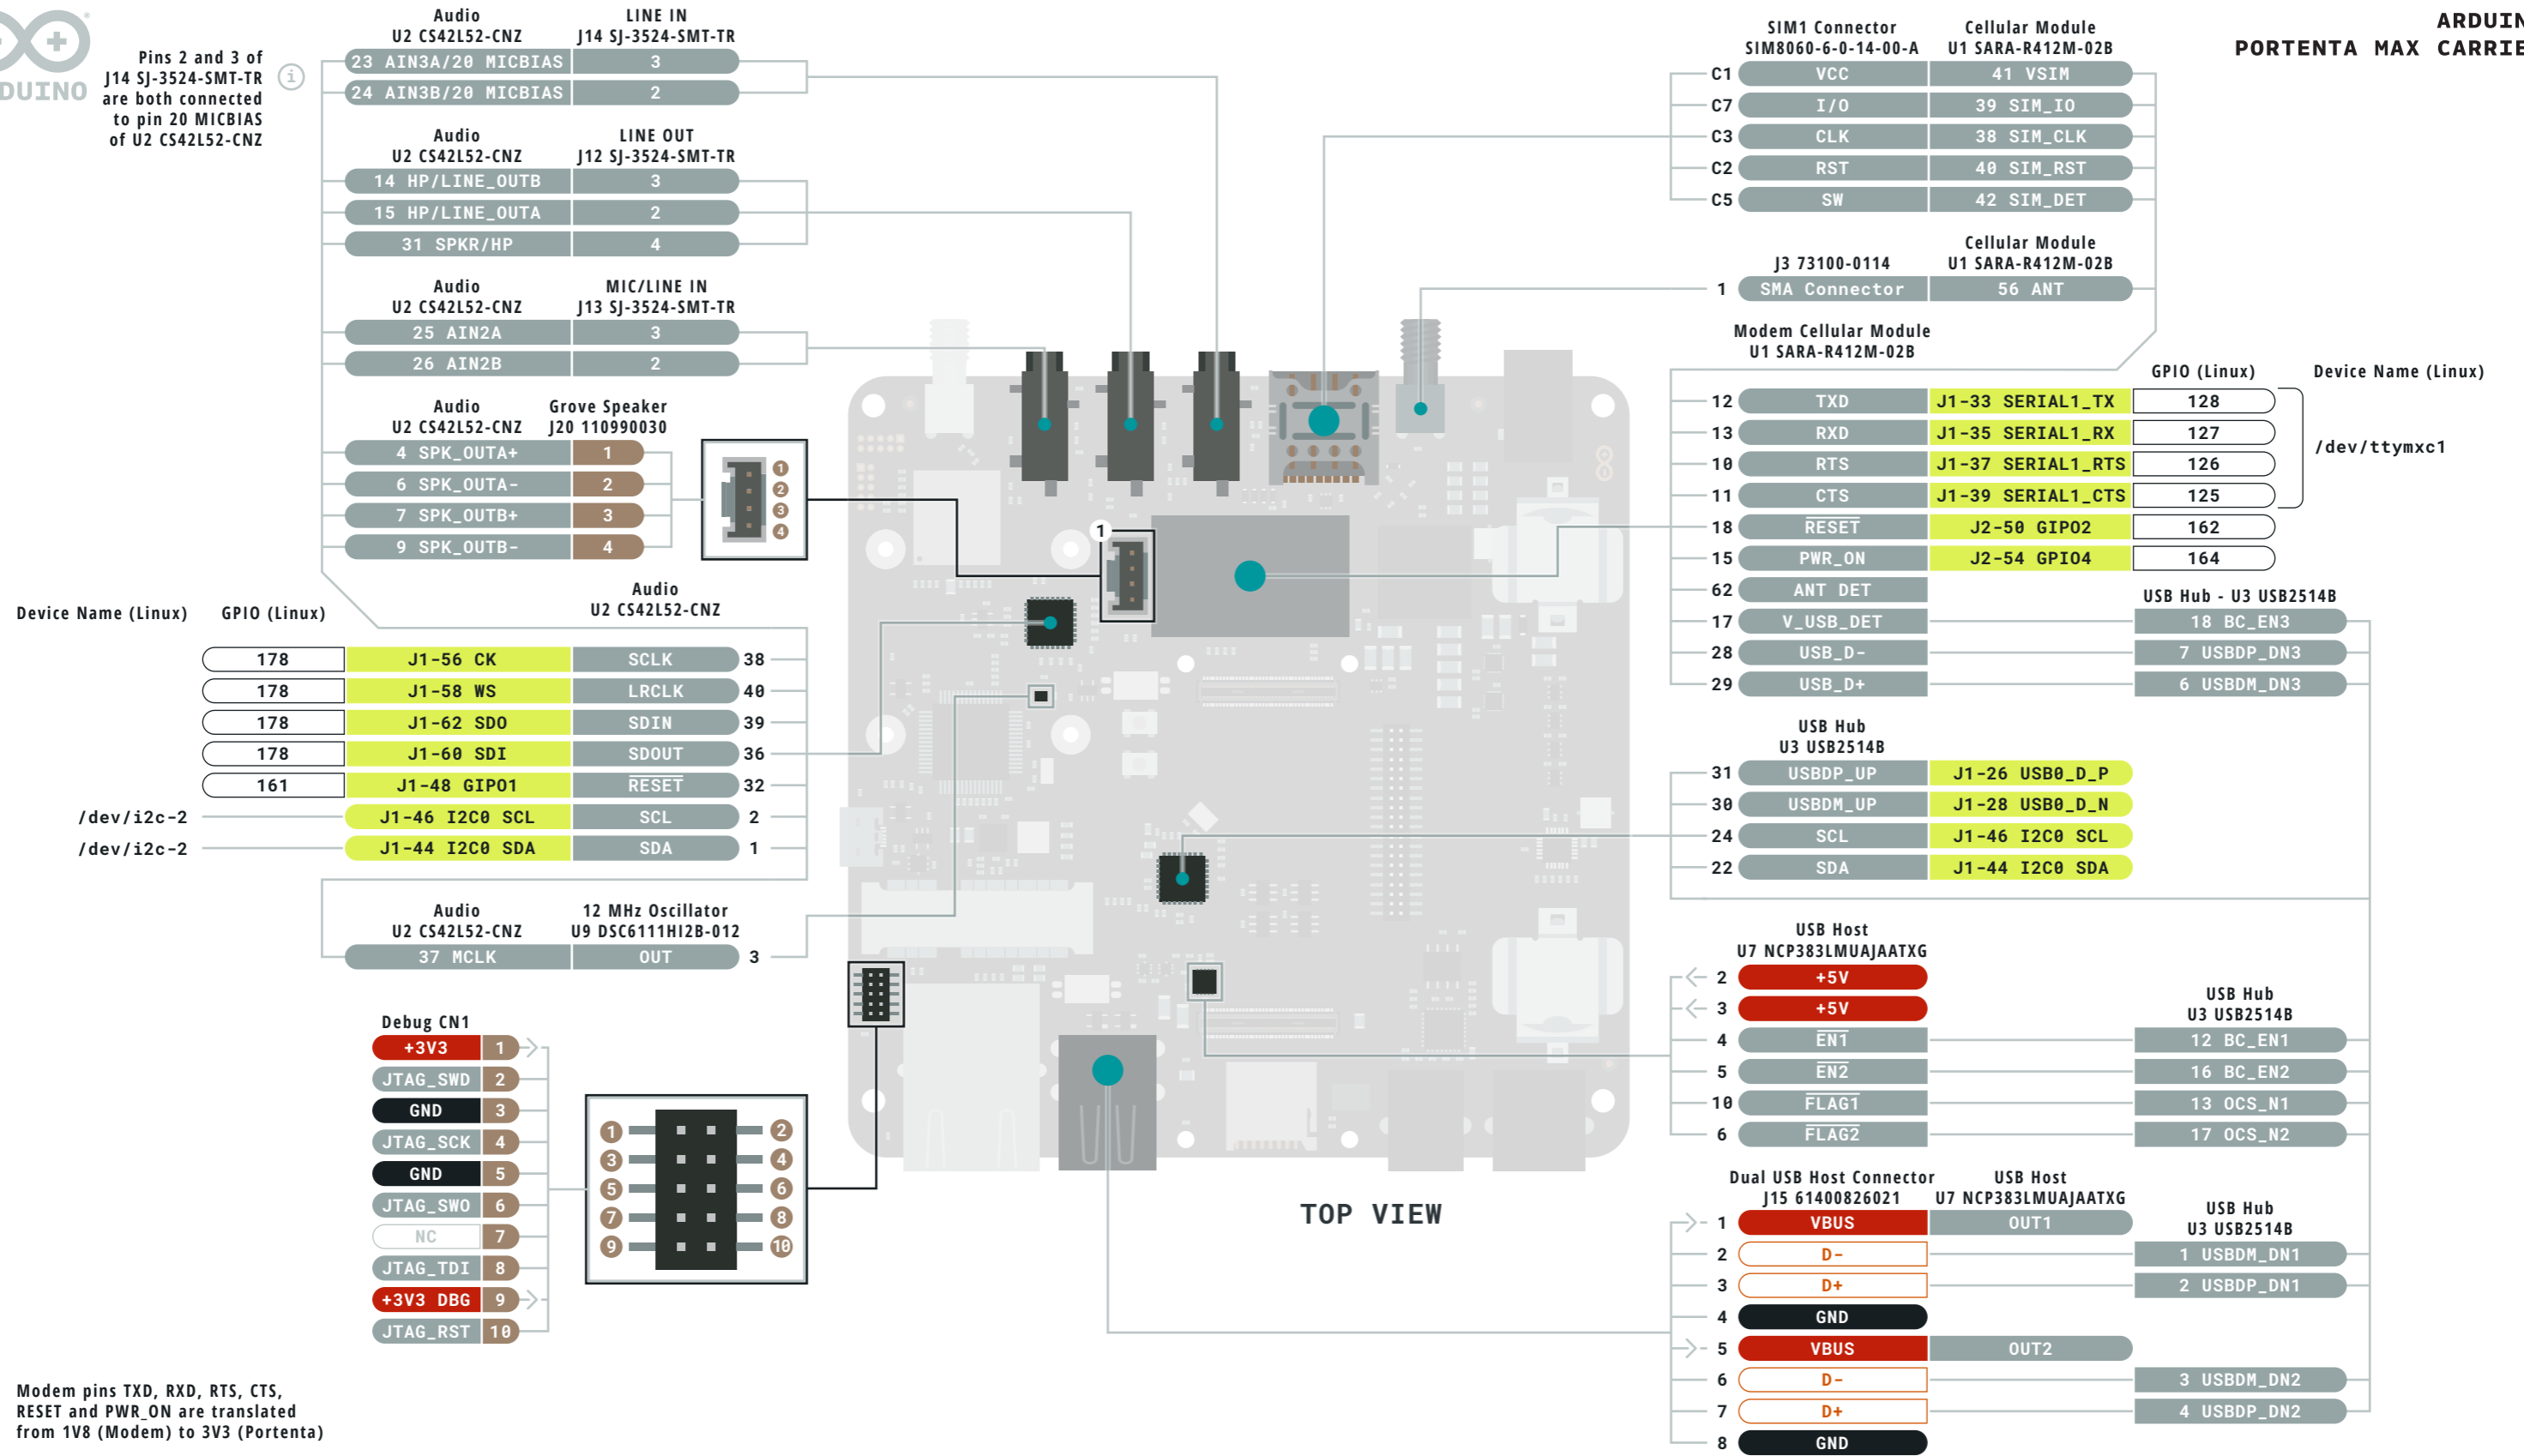 DUINO
Pins 2 and 3 of
J14 SJ-3524-SMT-TR
are both connected
to pin 20 MICBIAS
of U2 CS42L52-CNZ
i
Audio
U2 CS42L52-CNZ
LINE IN
J14 SJ-3524-SMT-TR
23 AIN3A/20 MICBIAS 3
24 AIN3B/20 MICBIAS 2
Audio
U2 CS42L52-CNZ
LINE OUT
J12 SJ-3524-SMT-TR
14 HP/LINE_OUTB 3
15 HP/LINE_OUTA 2
31 SPKR/HP 4
Audio
U2 CS42L52-CNZ
MIC/LINE IN
J13 SJ-3524-SMT-TR
25 AIN2A 3
26 AIN2B 2
Audio
U2 CS42L52-CNZ
Grove Speaker
J20 110990030
4 SPK_OUTA+ 1
6 SPK_OUTA- 2
7 SPK_OUTB+ 3
9 SPK_OUTB- 4
1
2
3
4
1
Device Name (Linux)
GPIO (Linux)
Audio
U2 CS42L52-CNZ
178 J1-56 CK SCLK 38
178 J1-58 WS LRCLK 40
178 J1-62 SDO SDIN 39
178 J1-60 SDI SDOUT 36
161 J1-48 GIPO1 RESET 32
/dev/i2c-2 J1-46 I2C0 SCL SCL 2
/dev/i2c-2 J1-44 I2C0 SDA SDA 1
Audio
U2 CS42L52-CNZ
12 MHz Oscillator
U9 DSC6111HI2B-012
37 MCLK OUT 3
Debug CN1
+3V3 1
JTAG_SWD 2
GND 3
JTAG_SCK 4
GND 5
JTAG_SWO 6
NC 7
JTAG_TDI 8
+3V3 DBG 9
JTAG_RST 10
1 2
3 4
5 6
7 8
9 10
Modem pins TXD, RXD, RTS, CTS,
RESET and PWR_ON are translated
from 1V8 (Modem) to 3V3 (Portenta)
TOP VIEW
ARDUIN
PORTENTA MAX CARRIE
SIM1 Connector
SIM8060-6-0-14-00-A
Cellular Module
U1 SARA-R412M-02B
C1 VCC 41 VSIM
C7 I/O 39 SIM_IO
C3 CLK 38 SIM_CLK
C2 RST 40 SIM_RST
C5 SW 42 SIM_DET
J3 73100-0114
Cellular Module
U1 SARA-R412M-02B
1 SMA Connector 56 ANT
Modem Cellular Module
U1 SARA-R412M-02B
GPIO (Linux)
Device Name (Linux)
12 TXD J1-33 SERIAL1_TX 128
13 RXD J1-35 SERIAL1_RX 127
10 RTS J1-37 SERIAL1_RTS 126
11 CTS J1-39 SERIAL1_CTS 125
/dev/ttymxc1
18 RESET J2-50 GIPO2 162
15 PWR_ON J2-54 GPIO4 164
62 ANT DET
USB Hub - U3 USB2514B
17 V_USB_DET 18 BC_EN3
28 USB_D- 7 USBDP_DN3
29 USB_D+ 6 USBDM_DN3
USB Hub
U3 USB2514B
31 USBDP_UP J1-26 USB0_D_P
30 USBDM_UP J1-28 USB0_D_N
24 SCL J1-46 I2C0 SCL
22 SDA J1-44 I2C0 SDA
USB Host
U7 NCP383LMUAJAATXG
2 +5V
3 +5V
USB Hub
U3 USB2514B
4 EN1 12 BC_EN1
5 EN2 16 BC_EN2
10 FLAG1 13 OCS_N1
6 FLAG2 17 OCS_N2
Dual USB Host Connector
J15 61400826021
USB Host
U7 NCP383LMUAJAATXG
USB Hub
U3 USB2514B
1 VBUS OUT1
2 D- 1 USBDM_DN1
3 D+ 2 USBDP_DN1
4 GND
5 VBUS OUT2
6 D- 3 USBDM_DN2
7 D+ 4 USBDP_DN2
8 GND